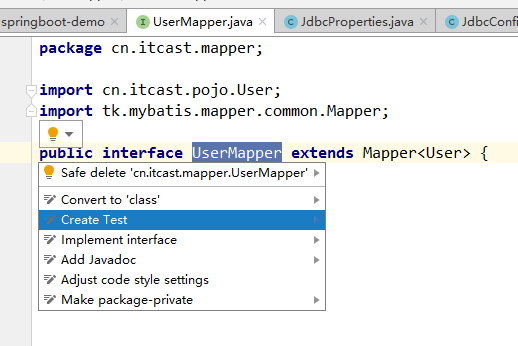 springboot-demo UserMapper.java JdbcProperties.java JdbcConfi
package cn.itcast.mapper;
import cn.itcast.pojo.User;
import tk.mybatis.mapper.common.Mapper;
public interface UserMapper extends Mapper<User> {
Safe delete 'cn.itcast.mapper.UserMapper'
Convert to 'class'
Create Test
Implement interface
Add Javadoc
Adjust code style settings
Make package-private